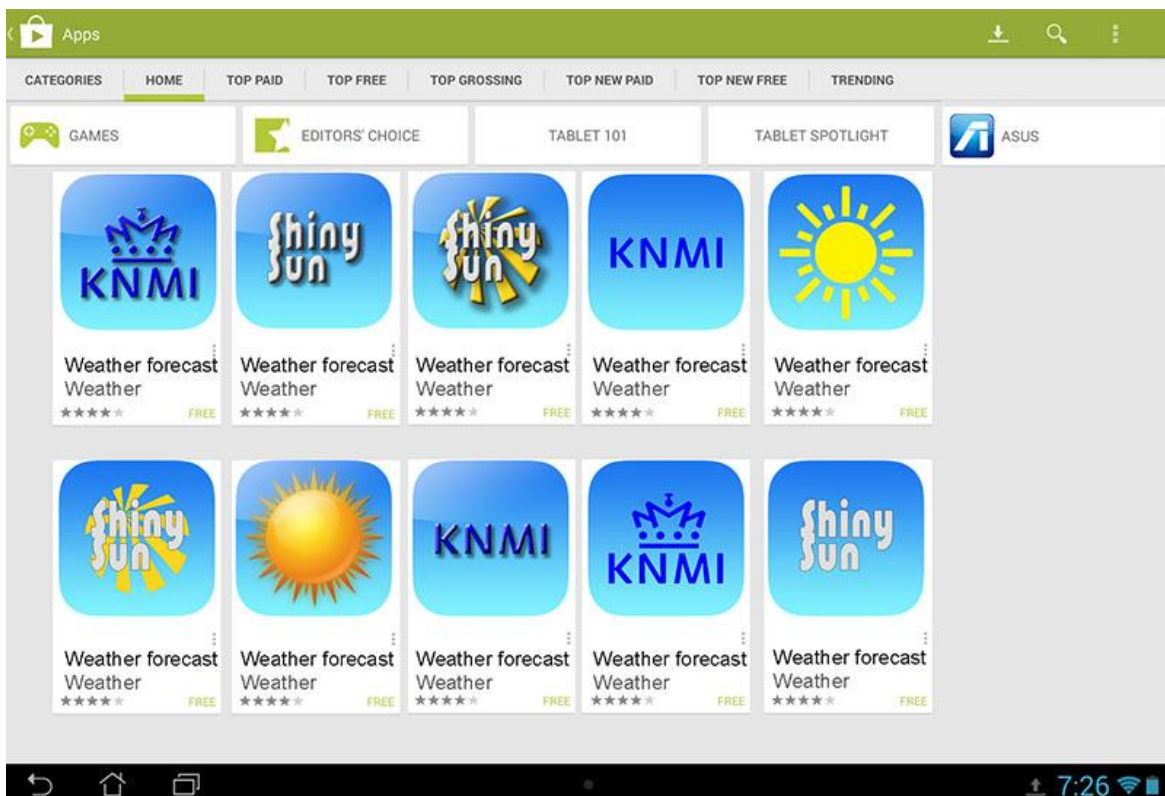 Apps
CATEGORIES HOME TOP PAID TOP FREE TOP GROSSING TOP NEW PAID TOP NEW FREE TRENDING
GAMES EDITORS' CHOICE TABLET 101 TABLET SPOTLIGHT ASUS
KNMI
Shiny
Sun
Shiny
Sun
KNMI
Weather forecast Weather forecast Weather forecast Weather forecast Weather forecast
Weather Weather Weather Weather Weather
FREE FREE FREE FREE FREE
Shiny
Sun
KNMI
KNMI
Shiny
Sun
Weather forecast Weather forecast Weather forecast Weather forecast Weather forecast
Weather Weather Weather Weather Weather
FREE FREE FREE FREE FREE
7:26